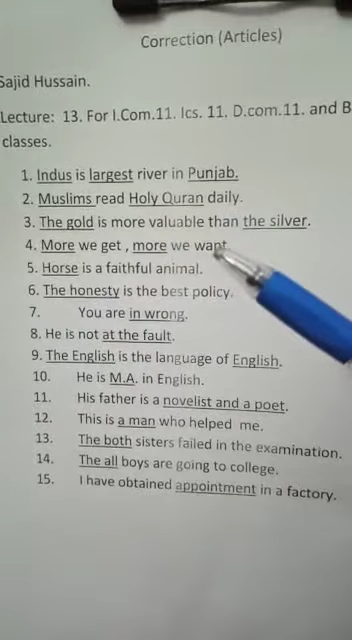 Correction (Articles)
Sajid Hussain.
Lecture: 13. For I.Com.11. Ics. 11. D.com.11. and B
classes.
1. Indus is largest river in Punjab.
2. Muslims read Holy Quran daily.
3. The gold is more valuable than the silver.
4. More we get , more we want
5. Horse is a faithful animal.
6. The honesty is the best policy.
7. You are in wrong.
8. He is not at the fault.
9. The English is the language of English.
10. He is M.A. in English.
11. His father is a novelist and a poet.
12. This is a man who helped me.
13. The both sisters failed in the examination.
14. The all boys are going to college.
15. I have obtained appointment in a factory.